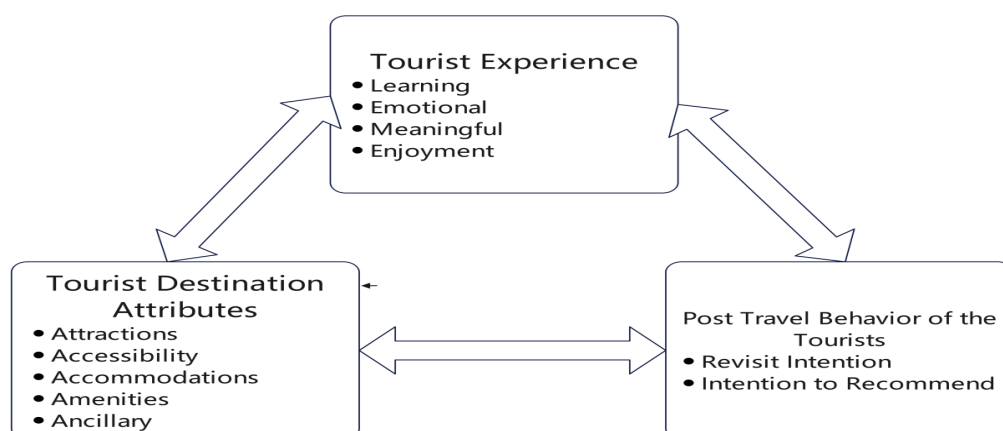 Tourist Experience
• Learning
• Emotional
• Meaningful
• Enjoyment
Tourist Destination
Attributes
• Attractions
• Accessibility
• Accommodations
• Amenities
• Ancillary
Post Travel Behavior of the
Tourists
• Revisit Intention
• Intention to Recommend